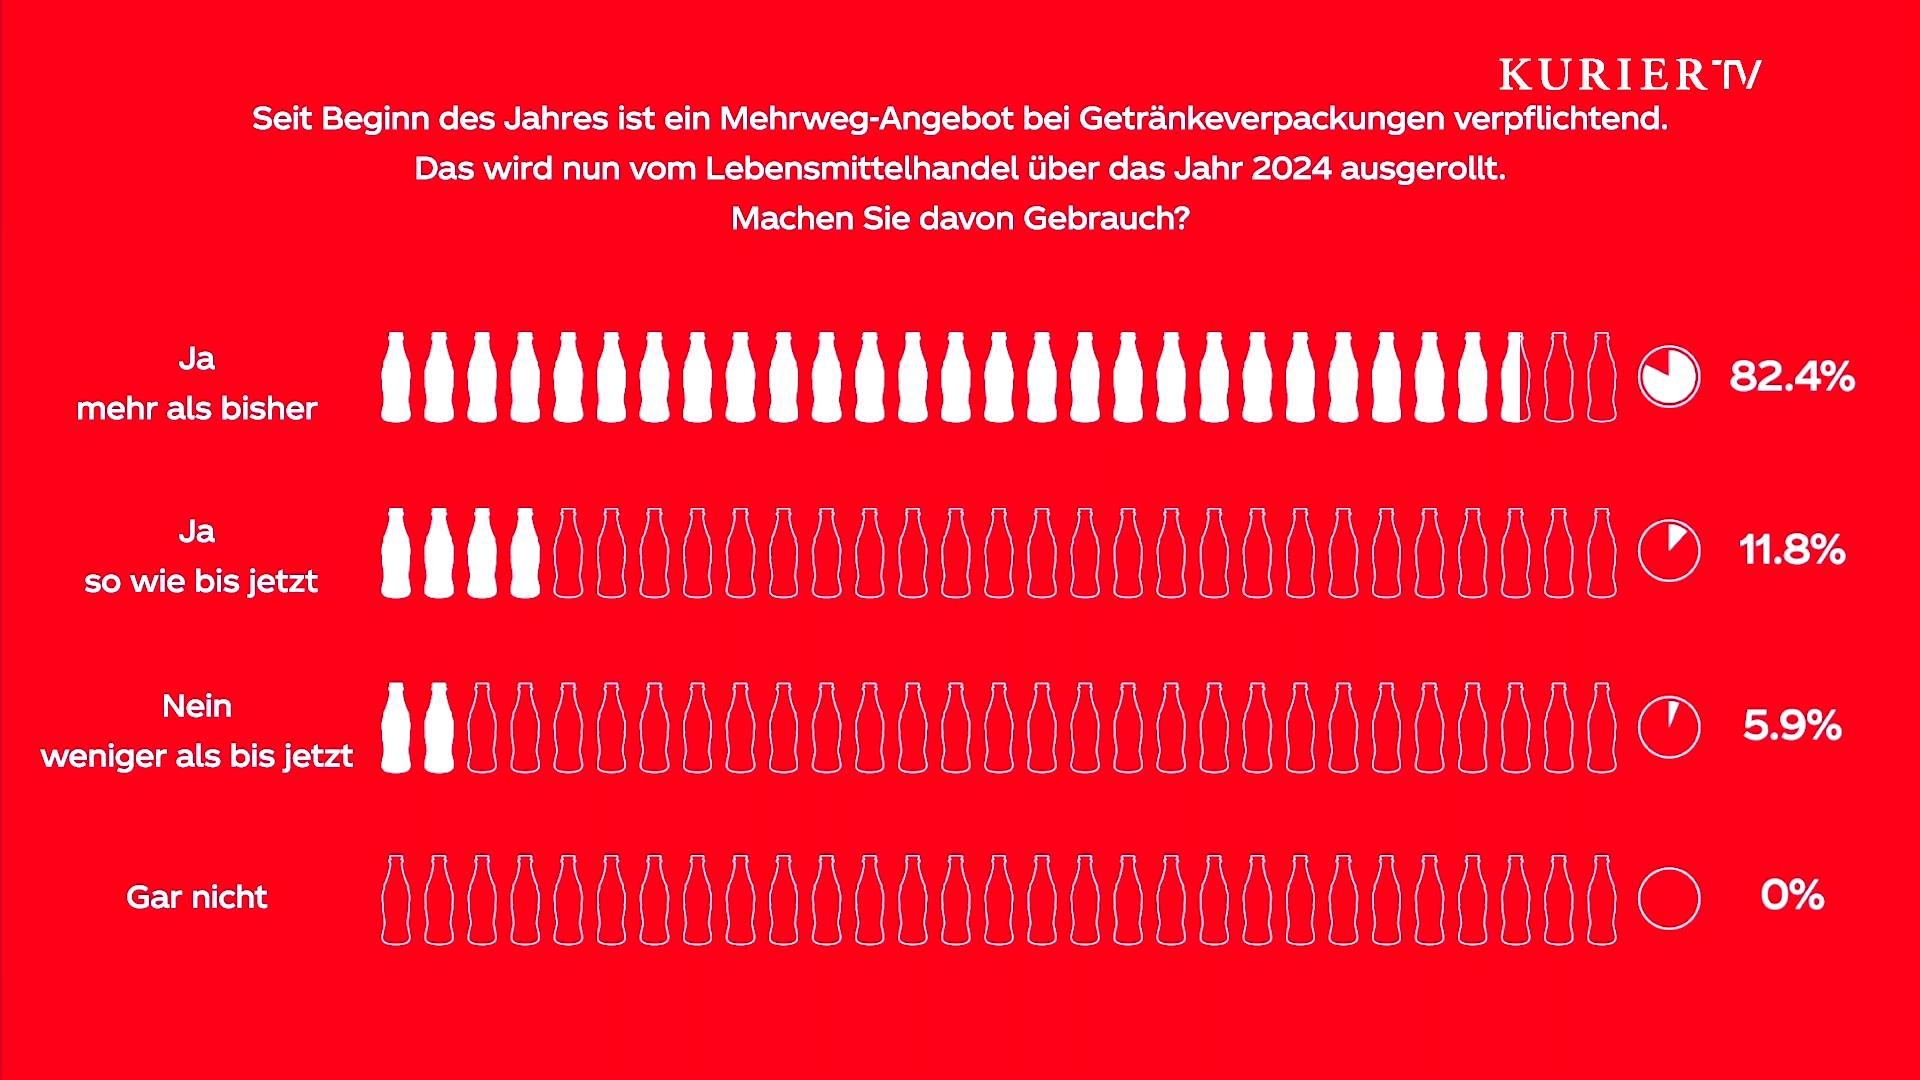 KURIER TV
Seit Beginn des Jahres ist ein Mehrweg-Angebot bei Getränkeverpackungen verpflichtend.
Das wird nun vom Lebensmittelhandel über das Jahr 2024 ausgerollt.
Machen Sie davon Gebrauch?
Ja
mehr als bisher
82.4%
Ja
so wie bis jetzt
11.8%
Nein
weniger als bis jetzt
5.9%
Gar nicht
0%